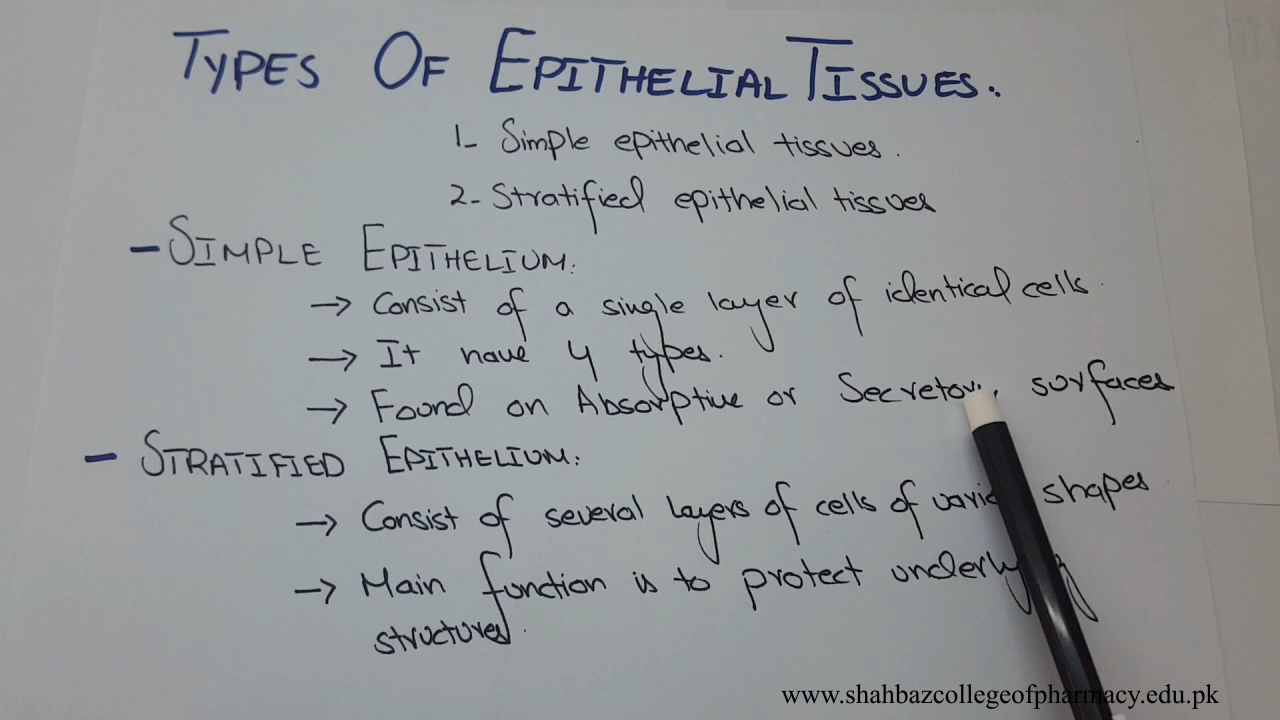 TYPES OF EPITHELIAL TISSUES.
1- Simple epithelial tissues.
2- Stratified epithelial tissues
- SIMPLE EPITHELIUM:
→ Consist of a single layer of identical cells.
→ It have 4 types.
→ Found on Absorptive or Secretory surfaces
- STRATIFIED EPITHELIUM:
→ Consist of several layers of cells of shapes
→ Main function is to protect underlying
structures.
www.shahbazcollegeofpharmacy.edu.pk